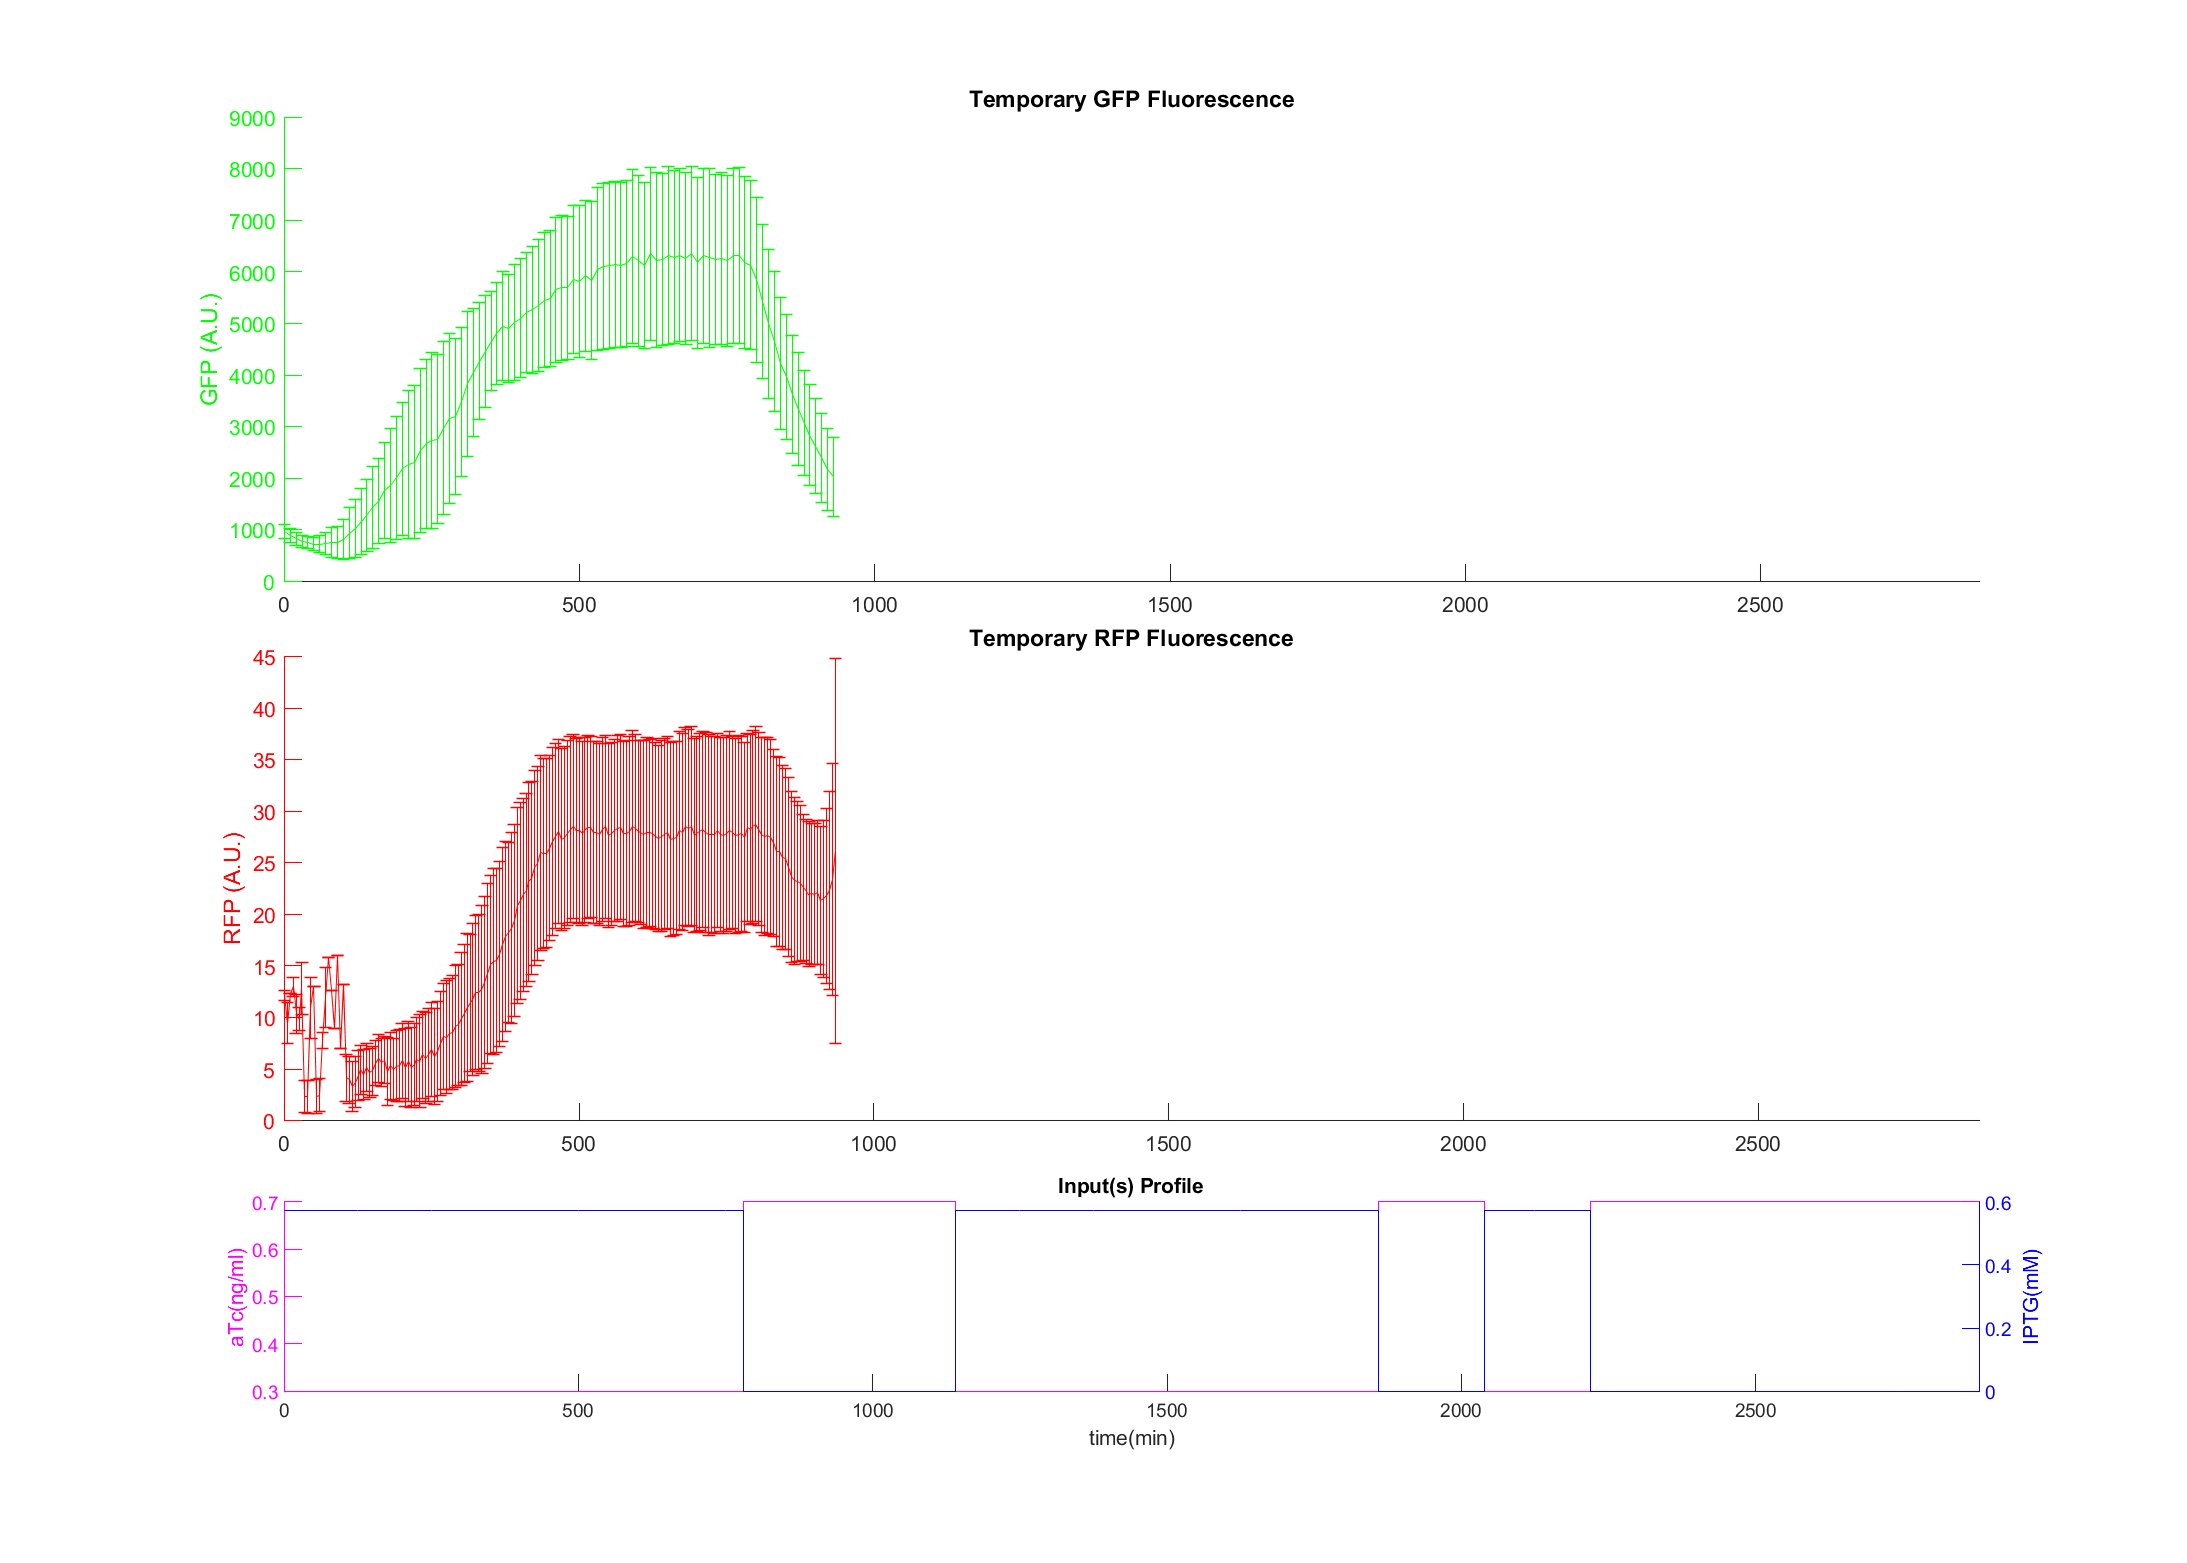 Temporary GFP Fluorescence
9000
8000
7000
6000
5000
4000
3000
2000
1000
0
GFP (A.U.)
0 500 1000 1500 2000 2500
Temporary RFP Fluorescence
45
40
35
30
25
20
15
10
5
0
RFP (A.U.)
0 500 1000 1500 2000 2500
Input(s) Profile
0.7
0.6
0.5
0.4
0.3
aTc(ng/ml)
0.6
0.4
0.2
0
IPTG(mM)
0 500 1000 1500 2000 2500
time(min)